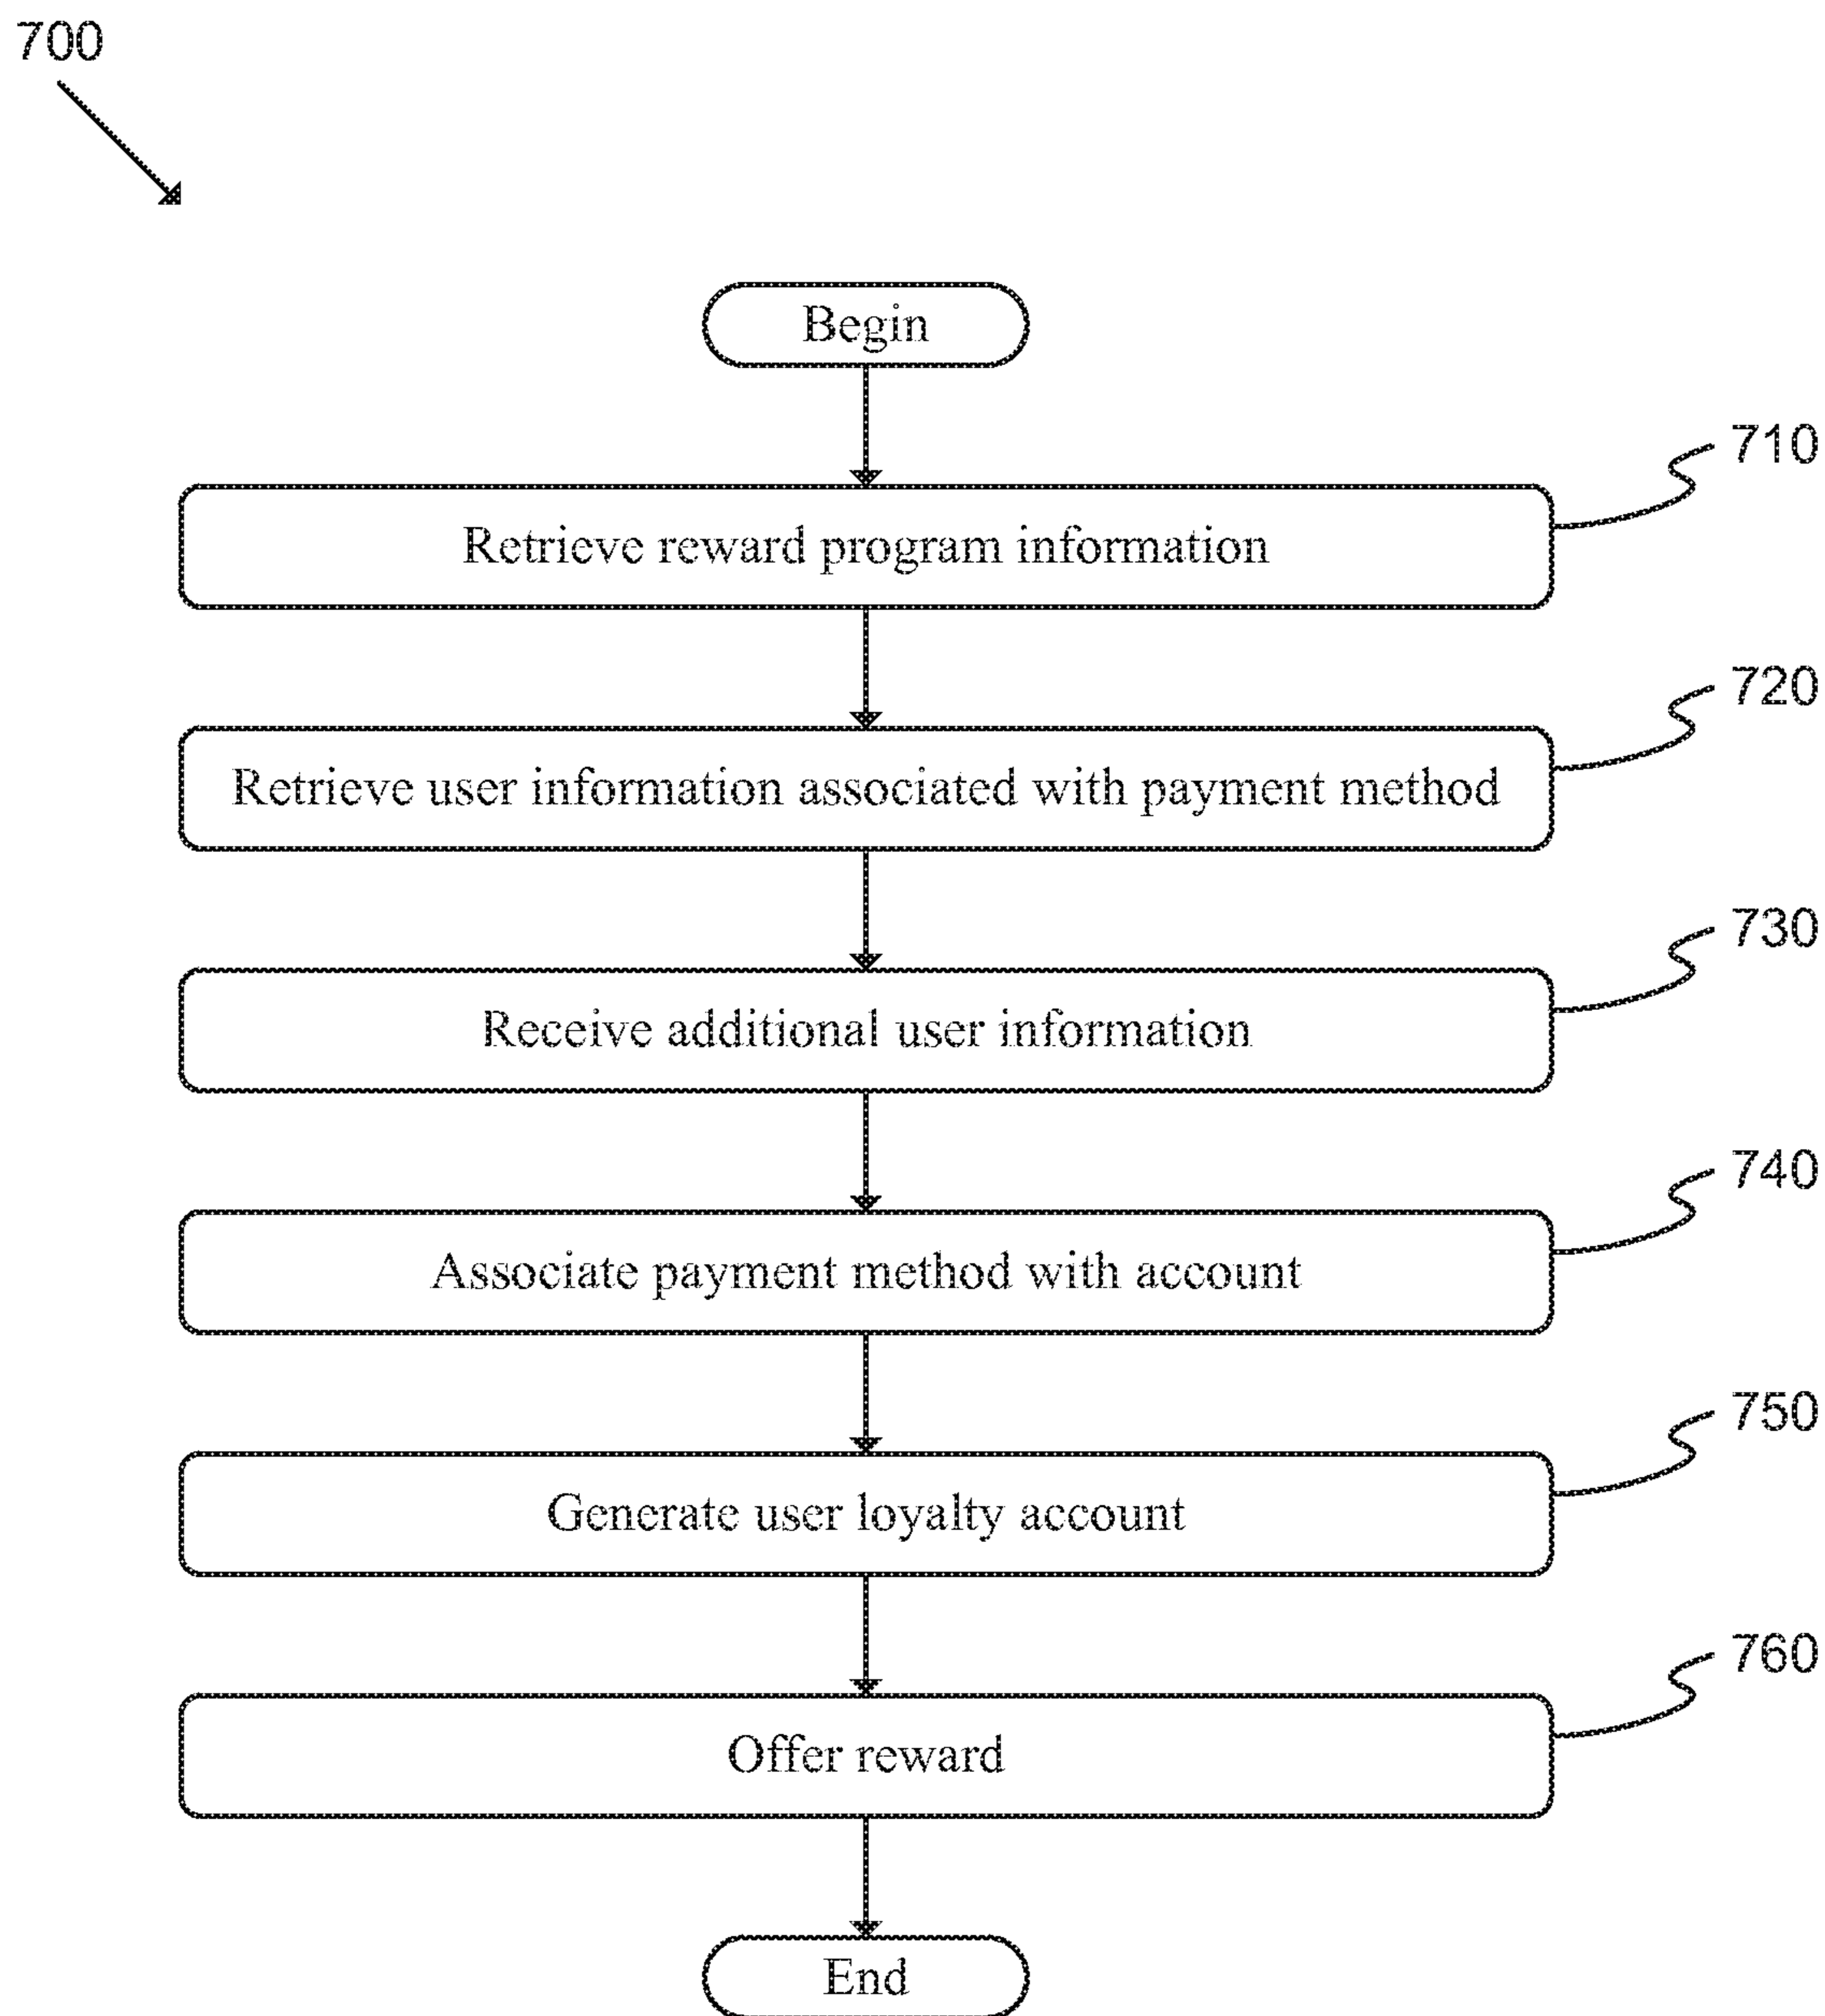 700
Begin
710
Retrieve reward program information
720
Retrieve user information associated with payment method
730
Receive additional user information
740
Associate payment method with account
750
Generate user loyalty account
760
Offer reward
End